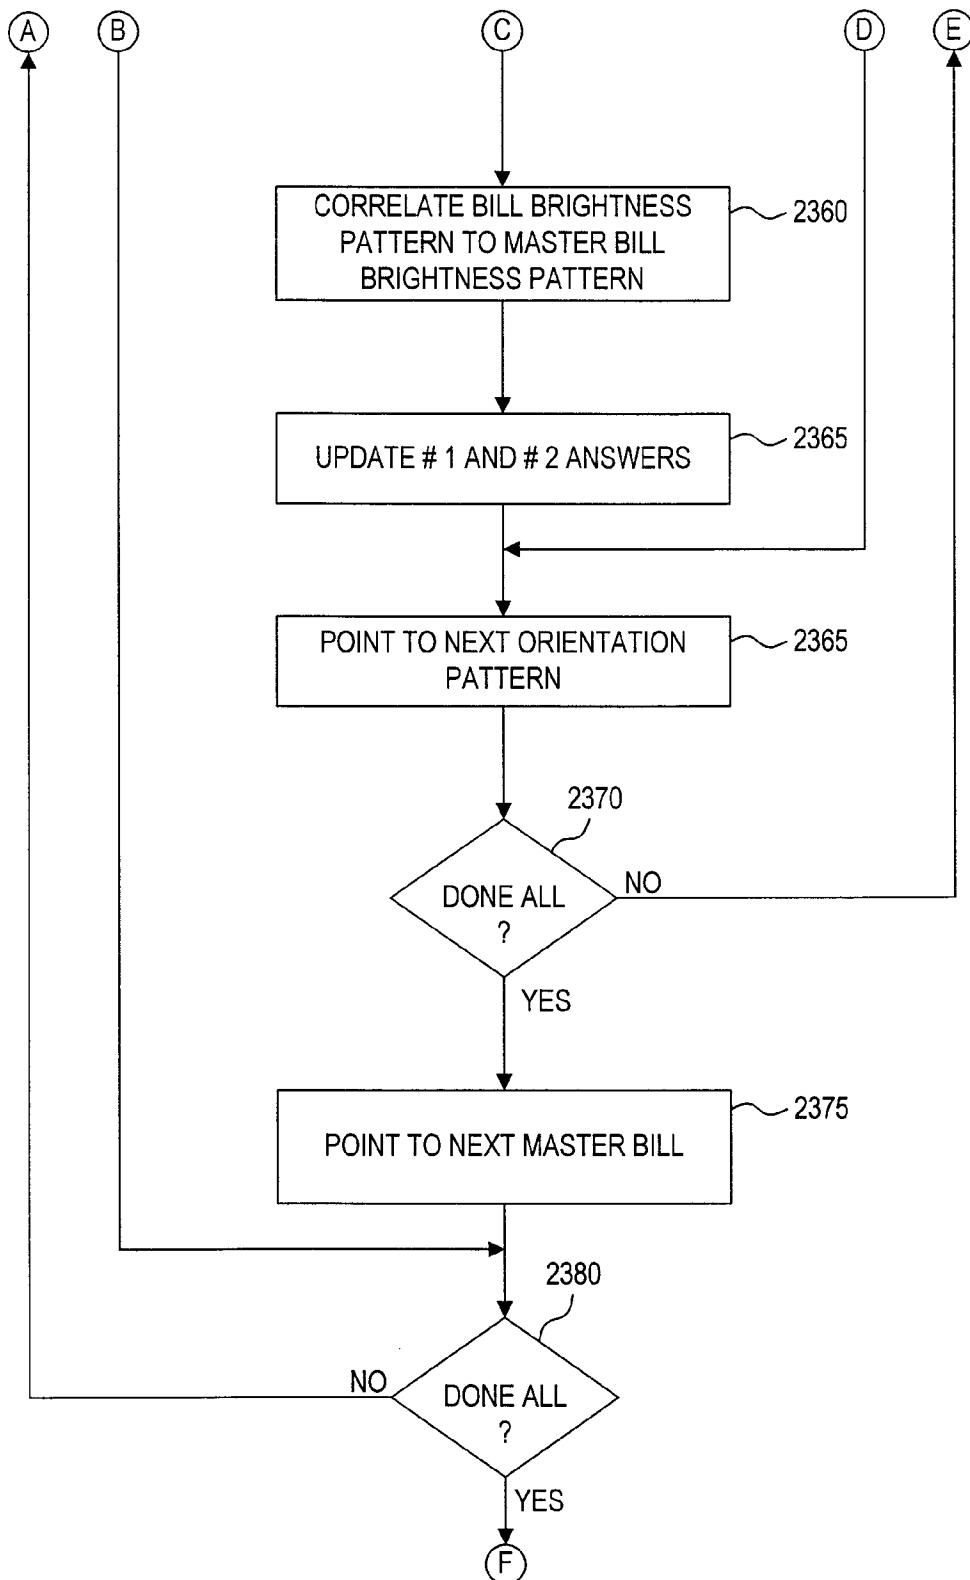 A B C D E
CORRELATE BILL BRIGHTNESS
PATTERN TO MASTER BILL
BRIGHTNESS PATTERN
2360
UPDATE # 1 AND # 2 ANSWERS
2365
POINT TO NEXT ORIENTATION
PATTERN
2365
2370
DONE ALL
?
NO
YES
POINT TO NEXT MASTER BILL
2375
2380
NO
DONE ALL
?
YES
F